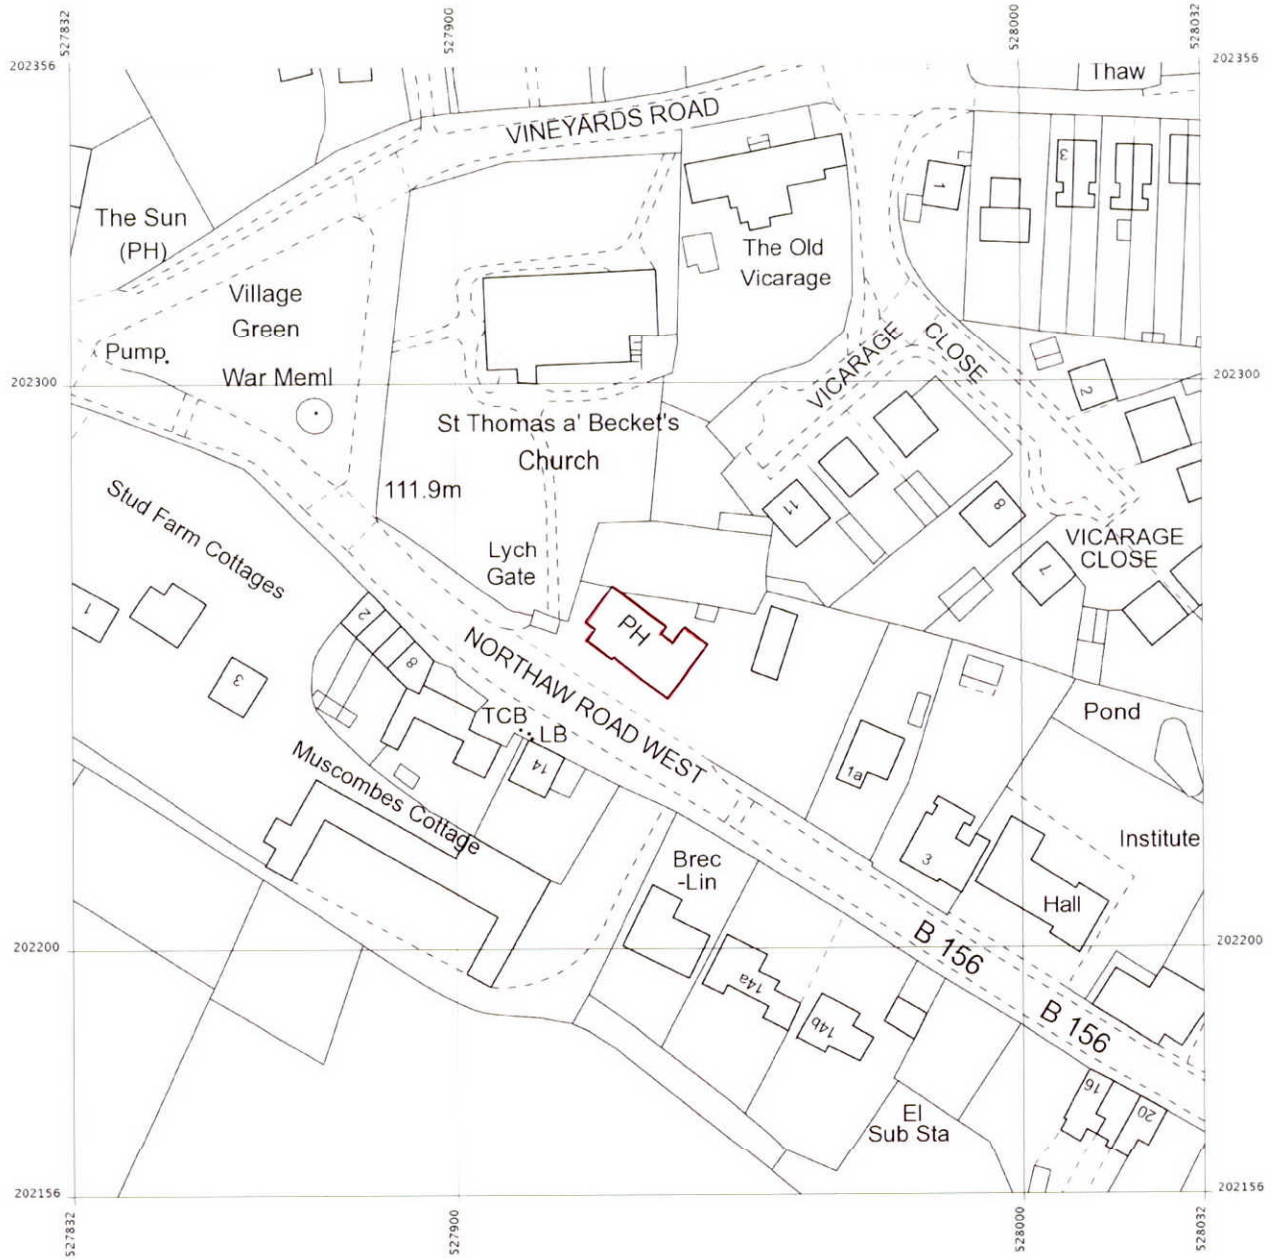 527832
527900
528000
528032
202356
202356
Thaw
VINEYARDS ROAD
3
1
The Sun
(PH)
The Old
Vicarage
Village
Green
VICARAGE CLOSE
Pump
War Meml
202300
202300
2
St Thomas a' Becket's
Church
111.9m
Stud Farm Cottages
11
8
VICARAGE
CLOSE
Lych
Gate
7
1
2
PH
8
3
NORTHAW ROAD WEST
TCB
LB
Pond
14
1a
Muscombes Cottage
Institute
Brec
-Lin
3
Hall
202200
202200
B 156
14a
14b
B 156
16
20
El
Sub Sta
202156
202156
527832
527900
528000
528032